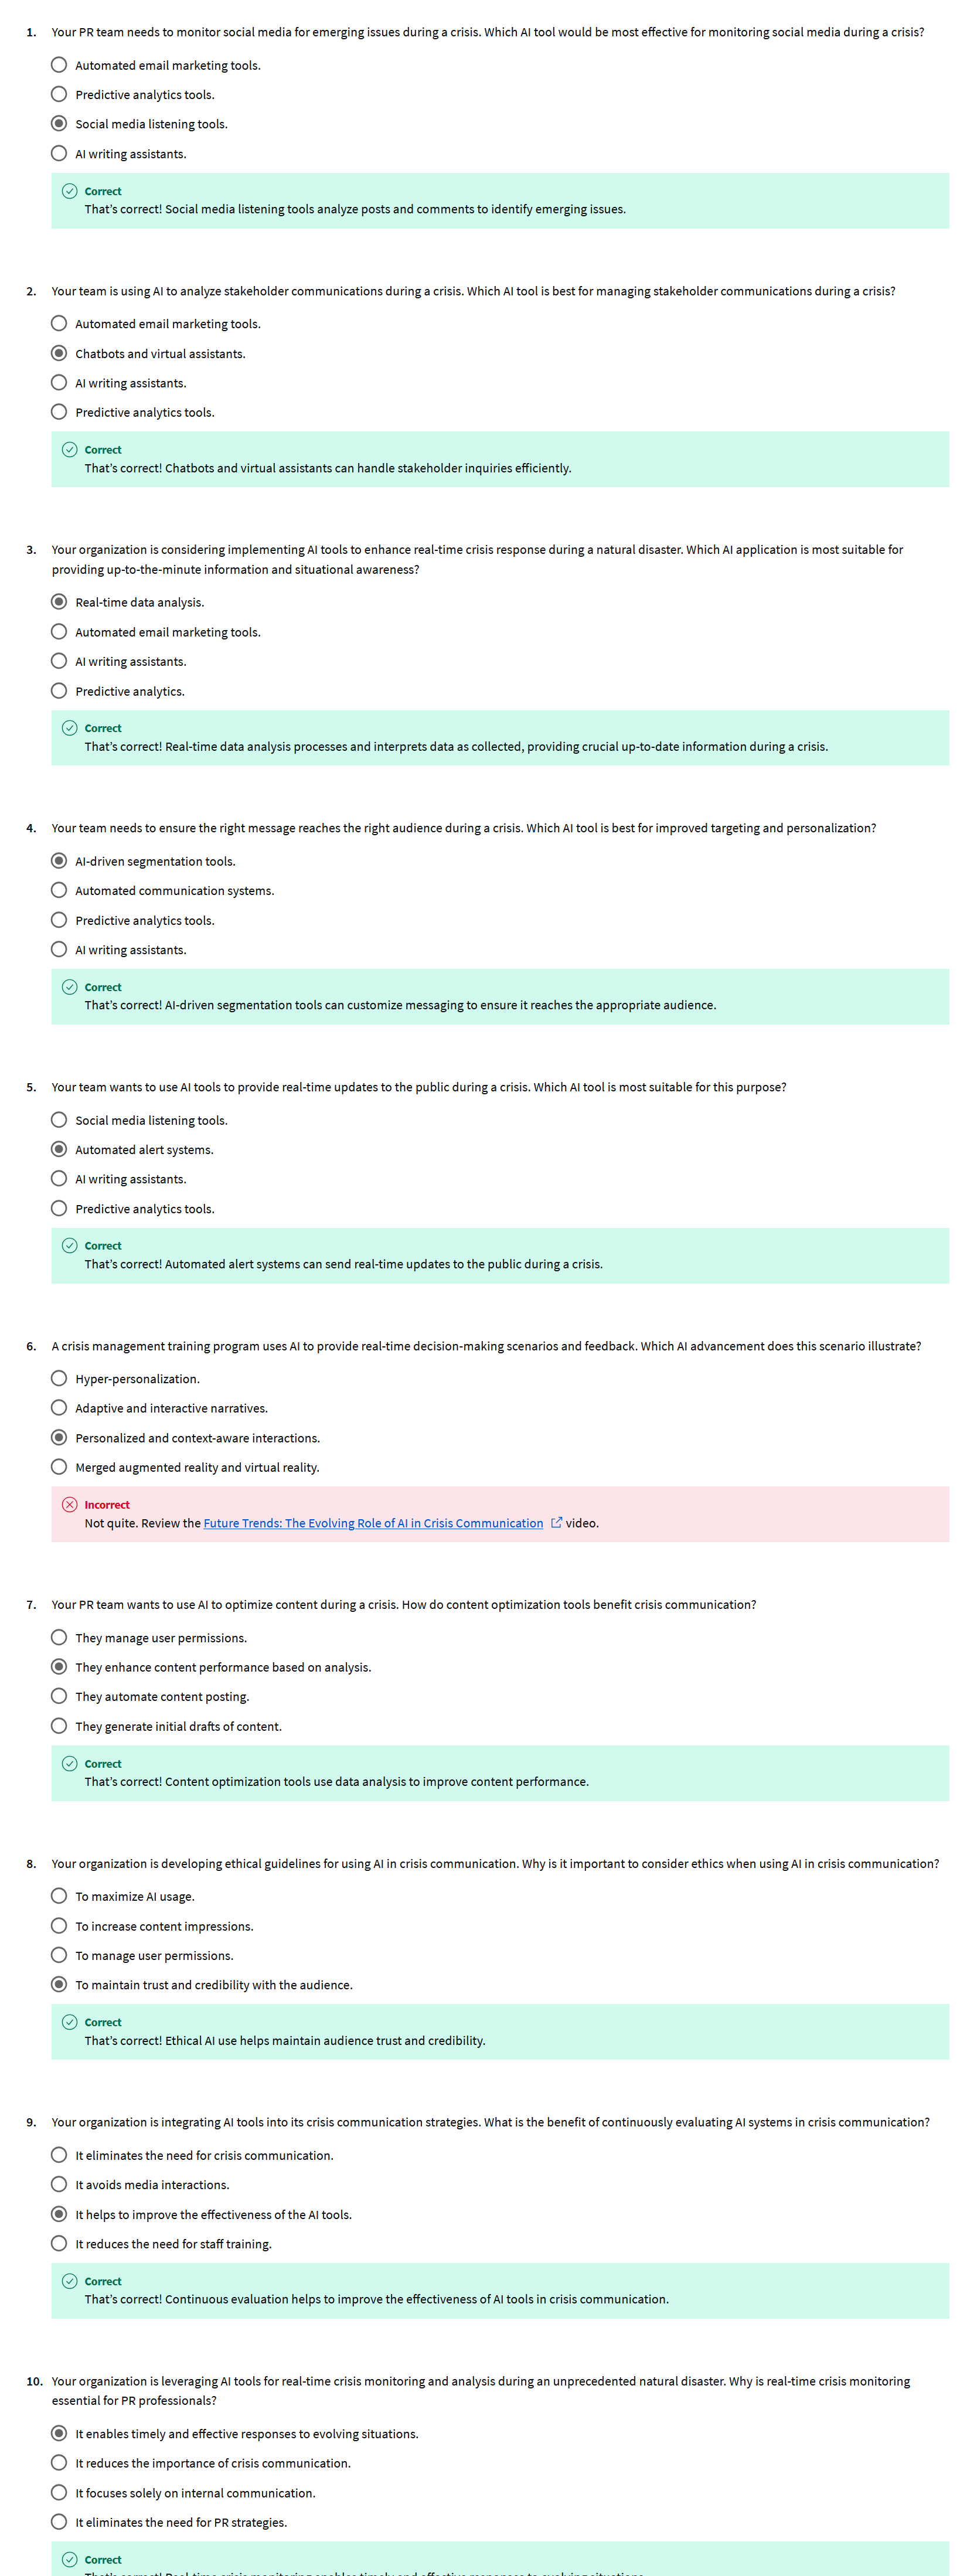 1. Your PR team needs to monitor social media for emerging issues during a crisis. Which AI tool would be most effective for monitoring social media during a crisis?
Automated email marketing tools.
Predictive analytics tools.
Social media listening tools.
AI writing assistants.
Correct
That's correct! Social media listening tools analyze posts and comments to identify emerging issues.
2. Your team is using AI to analyze stakeholder communications during a crisis. Which AI tool is best for managing stakeholder communications during a crisis?
Automated email marketing tools.
Chatbots and virtual assistants.
AI writing assistants.
Predictive analytics tools.
Correct
That's correct! Chatbots and virtual assistants can handle stakeholder inquiries efficiently.
3. Your organization is considering implementing AI tools to enhance real-time crisis response during a natural disaster. Which AI application is most suitable for
providing up-to-the-minute information and situational awareness?
Real-time data analysis.
Automated email marketing tools.
AI writing assistants.
Predictive analytics.
Correct
That's correct! Real-time data analysis processes and interprets data as collected, providing crucial up-to-date information during a crisis.
4. Your team needs to ensure the right message reaches the right audience during a crisis. Which AI tool is best for improved targeting and personalization?
AI-driven segmentation tools.
Automated communication systems.
Predictive analytics tools.
AI writing assistants.
Correct
That's correct! AI-driven segmentation tools can customize messaging to ensure it reaches the appropriate audience.
5. Your team wants to use AI tools to provide real-time updates to the public during a crisis. Which AI tool is most suitable for this purpose?
Social media listening tools.
Automated alert systems.
AI writing assistants.
Predictive analytics tools.
Correct
That's correct! Automated alert systems can send real-time updates to the public during a crisis.
6. A crisis management training program uses AI to provide real-time decision-making scenarios and feedback. Which AI advancement does this scenario illustrate?
Hyper-personalization.
Adaptive and interactive narratives.
Personalized and context-aware interactions.
Merged augmented reality and virtual reality.
Incorrect
Not quite. Review the Future Trends: The Evolving Role of AI in Crisis Communication video.
7. Your PR team wants to use AI to optimize content during a crisis. How do content optimization tools benefit crisis communication?
They manage user permissions.
They enhance content performance based on analysis.
They automate content posting.
They generate initial drafts of content.
Correct
That's correct! Content optimization tools use data analysis to improve content performance.
8. Your organization is developing ethical guidelines for using AI in crisis communication. Why is it important to consider ethics when using AI in crisis communication?
To maximize AI usage.
To increase content impressions.
To manage user permissions.
To maintain trust and credibility with the audience.
Correct
That's correct! Ethical AI use helps maintain audience trust and credibility.
9. Your organization is integrating AI tools into its crisis communication strategies. What is the benefit of continuously evaluating AI systems in crisis communication?
It eliminates the need for crisis communication.
It avoids media interactions.
It helps to improve the effectiveness of the AI tools.
It reduces the need for staff training.
Correct
That's correct! Continuous evaluation helps to improve the effectiveness of AI tools in crisis communication.
10. Your organization is leveraging AI tools for real-time crisis monitoring and analysis during an unprecedented natural disaster. Why is real-time crisis monitoring
essential for PR professionals?
It enables timely and effective responses to evolving situations.
It reduces the importance of crisis communication.
It focuses solely on internal communication.
It eliminates the need for PR strategies.
Correct